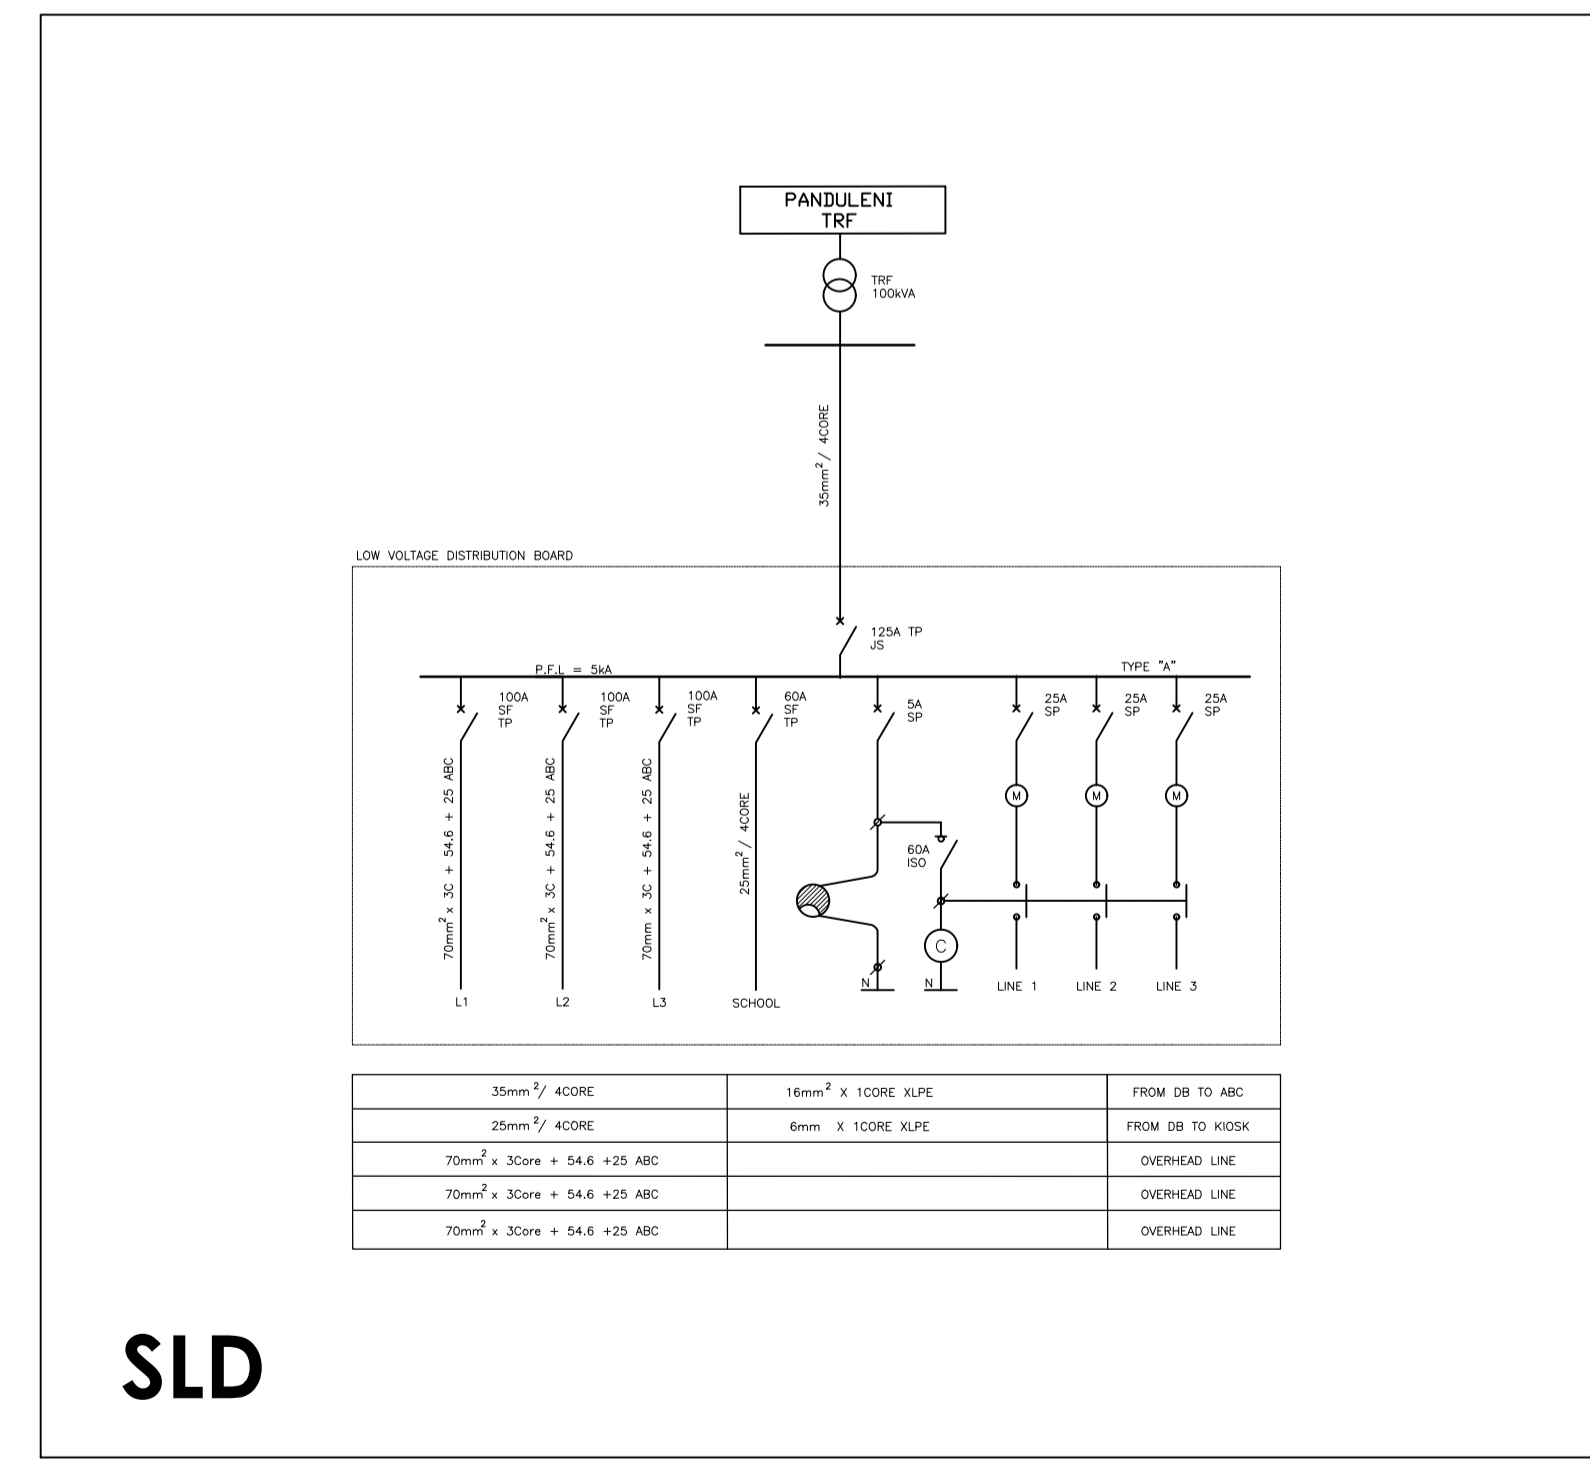 PANDULENI
TRF
TRF
100kVA
35mm²/ 4CORE
LOW VOLTAGE DISTRIBUTION BOARD
125A TP
JS
P.F.L = 5kA
TYPE "A"
100A
SF
TP
100A
SF
TP
100A
SF
TP
60A
SF
TP
5A
SP
25A
SP
25A
SP
25A
SP
70mm² x 3C + 54.6 + 25 ABC
70mm² x 3C + 54.6 + 25 ABC
70mm x 3C + 54.6 + 25 ABC
25mm²/ 4CORE
M
M
M
60A
ISO
C
N
N
L1
L2
L3
SCHOOL
LINE 1
LINE 2
LINE 3
35mm²/ 4CORE
16mm² X 1CORE XLPE
FROM DB TO ABC
25mm²/ 4CORE
6mm X 1CORE XLPE
FROM DB TO KIOSK
70mm² x 3Core + 54.6 +25 ABC
OVERHEAD LINE
70mm² x 3Core + 54.6 +25 ABC
OVERHEAD LINE
70mm² x 3Core + 54.6 +25 ABC
OVERHEAD LINE
SLD